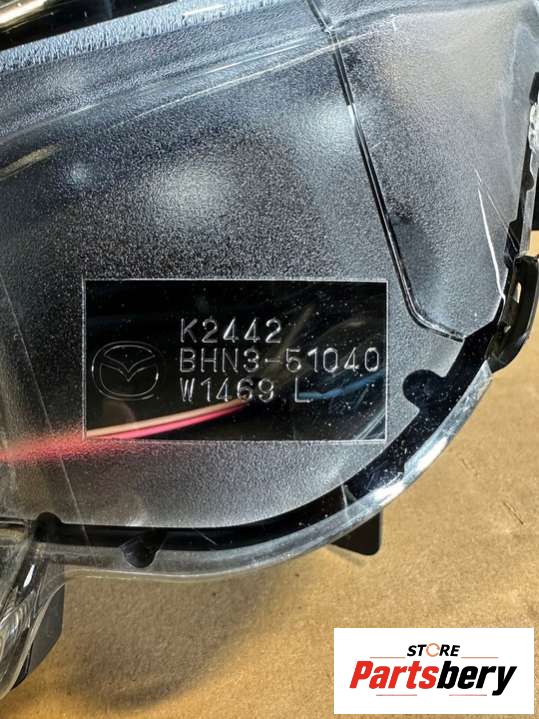 K2442
BHN3-51040
W1469 L
STORE
Partsbery